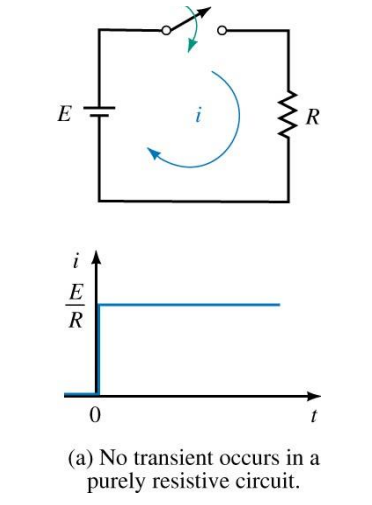 E
i
R
i
E
R
0
t
(a) No transient occurs in a
purely resistive circuit.